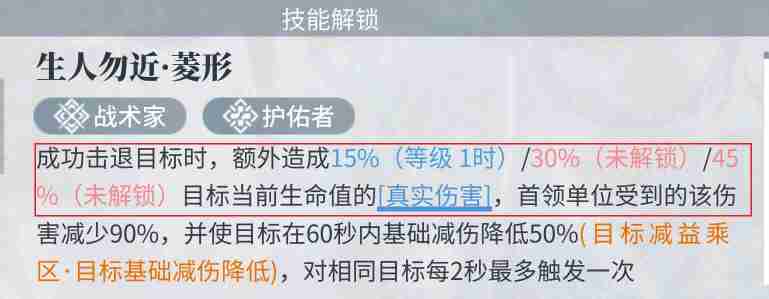 技能解锁
生人勿近·菱形
战术家 护佑者
成功击退目标时，额外造成15%（等级 1时）/30%（未解锁）/45
%（未解锁）目标当前生命值的[真实伤害]，首领单位受到的该伤
害减少90%，并使目标在60秒内基础减伤降低50%(目标减益乘
区·目标基础减伤降低)，对相同目标每2秒最多触发一次